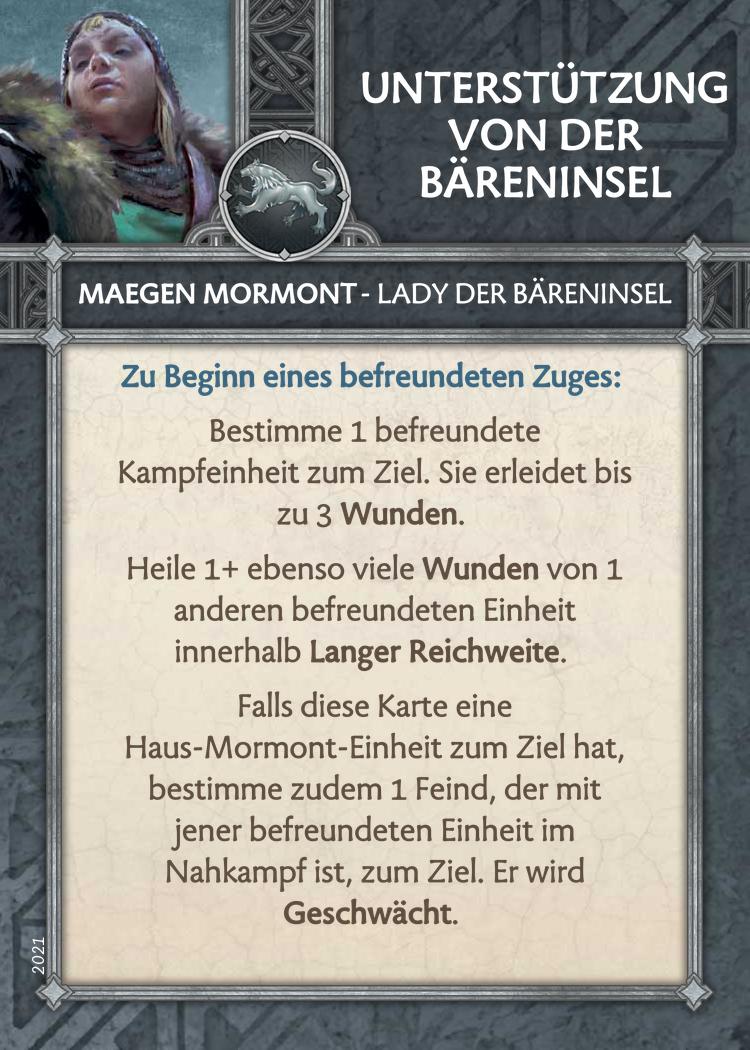 UNTERSTÜTZUNG
VON DER
BÄRENINSEL
MAEGEN MORMONT - LADY DER BÄRENINSEL
Zu Beginn eines befreundeten Zuges:
Bestimme 1 befreundete
Kampfeinheit zum Ziel. Sie erleidet bis
zu 3 Wunden.
Heile 1+ ebenso viele Wunden von 1
anderen befreundeten Einheit
innerhalb Langer Reichweite.
Falls diese Karte eine
Haus-Mormont-Einheit zum Ziel hat,
bestimme zudem 1 Feind, der mit
jener befreundeten Einheit im
Nahkampf ist, zum Ziel. Er wird
Geschwächt.
2021